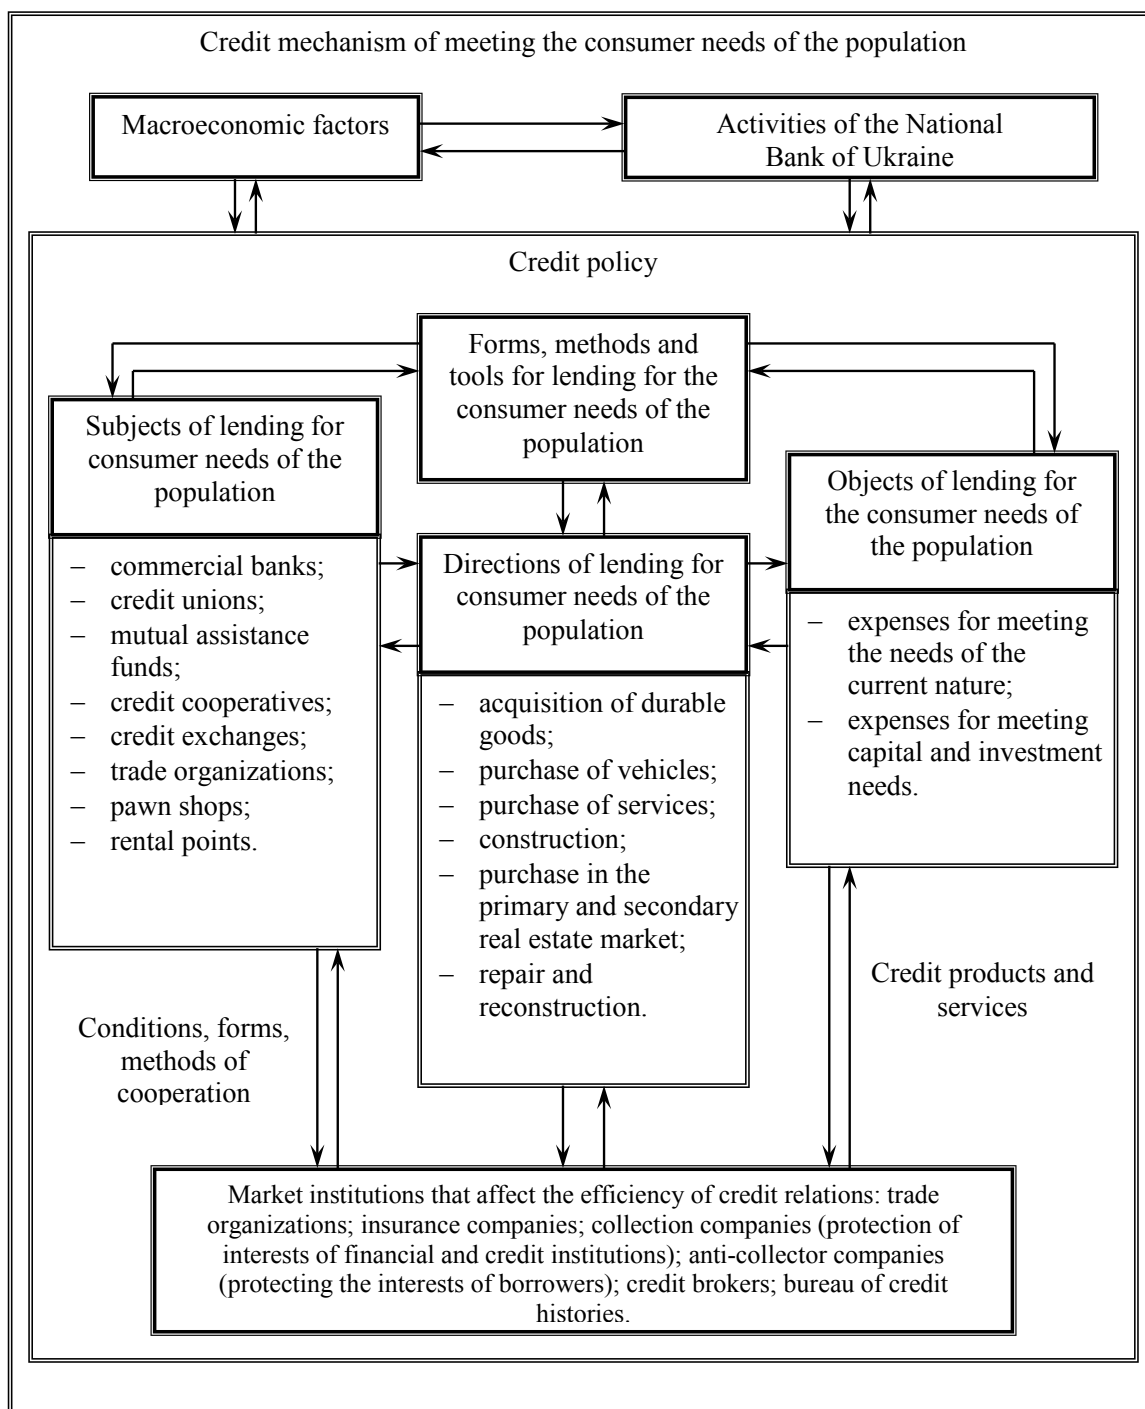 Credit mechanism of meeting the consumer needs of the population
Macroeconomic factors
Activities of the National
Bank of Ukraine
Credit policy
Forms, methods and
tools for lending for the
consumer needs of the
population
Subjects of lending for
consumer needs of the
population
– commercial banks;
– credit unions;
– mutual assistance
funds;
– credit cooperatives;
– credit exchanges;
– trade organizations;
– pawn shops;
– rental points.
Directions of lending for
consumer needs of the
population
– acquisition of durable
goods;
– purchase of vehicles;
– purchase of services;
– construction;
– purchase in the
primary and secondary
real estate market;
– repair and
reconstruction.
Objects of lending for
the consumer needs of
the population
– expenses for meeting
the needs of the
current nature;
– expenses for meeting
capital and investment
needs.
Conditions, forms,
methods of
cooperation
Credit products and
services
Market institutions that affect the efficiency of credit relations: trade
organizations; insurance companies; collection companies (protection of
interests of financial and credit institutions); anti-collector companies
(protecting the interests of borrowers); credit brokers; bureau of credit
histories.